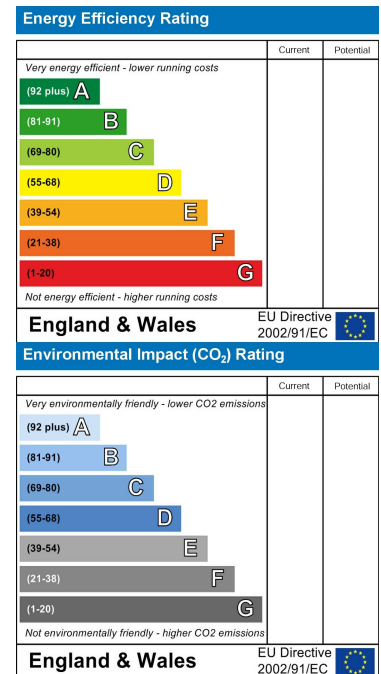 Energy Efficiency Rating
Current Potential
Very energy efficient - lower running costs
(92 plus) A
(81-91) B
(69-80) C
(55-68) D
(39-54) E
(21-38) F
(1-20) G
Not energy efficient - higher running costs
England & Wales
EU Directive
2002/91/EC
Environmental Impact (CO₂) Rating
Current Potential
Very environmentally friendly - lower CO2 emissions
(92 plus) A
(81-91) B
(69-80) C
(55-68) D
(39-54) E
(21-38) F
(1-20) G
Not environmentally friendly - higher CO2 emissions
England & Wales
EU Directive
2002/91/EC